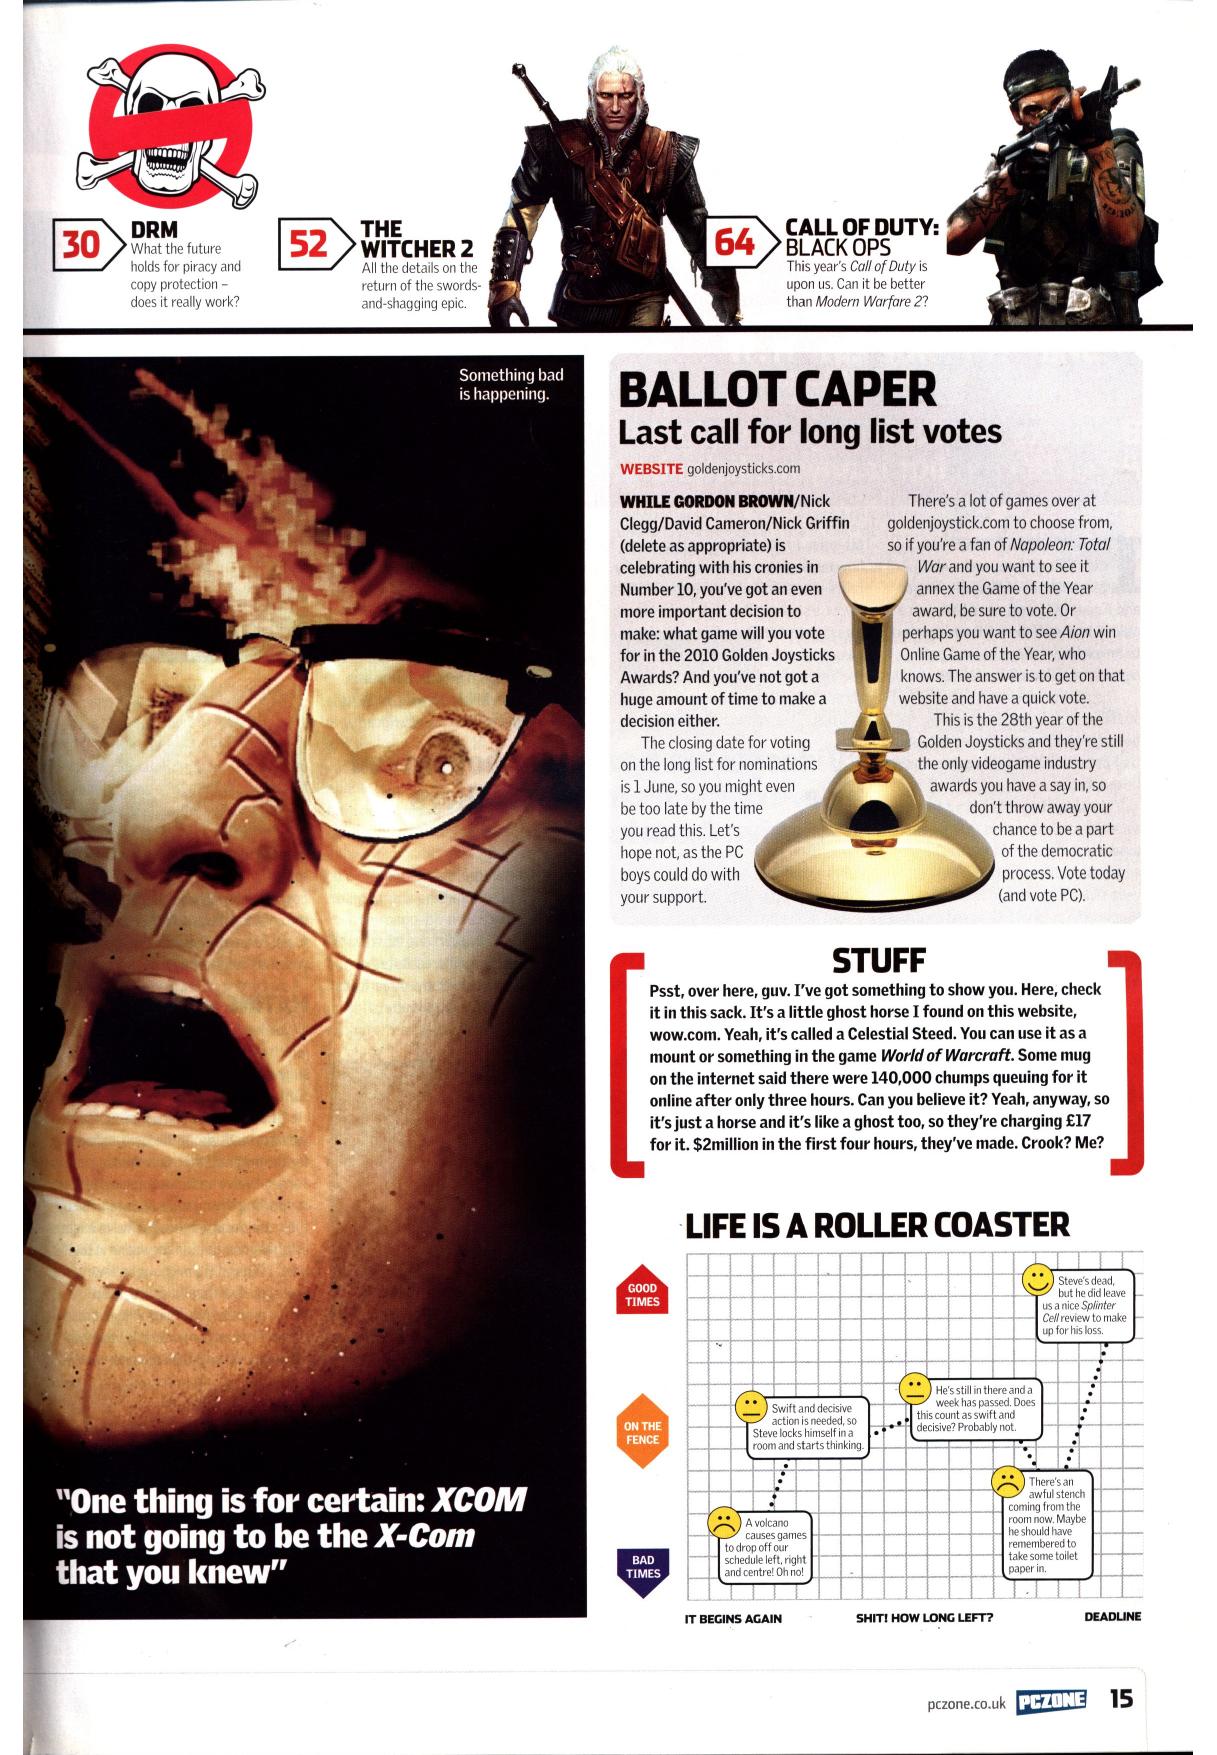 30
DRM
What the future
holds for piracy and
copy protection –
does it really work?
52
THE
WITCHER 2
All the details on the
return of the swords-
and-shagging epic.
64
CALL OF DUTY:
BLACK OPS
This year's Call of Duty is
upon us. Can it be better
than Modern Warfare 2?
Something bad
is happening.
"One thing is for certain: XCOM
is not going to be the X-Com
that you knew"
BALLOT CAPER
Last call for long list votes
WEBSITE goldenjoysticks.com
WHILE GORDON BROWN/Nick
Clegg/David Cameron/Nick Griffin
(delete as appropriate) is
celebrating with his cronies in
Number 10, you've got an even
more important decision to
make: what game will you vote
for in the 2010 Golden Joysticks
Awards? And you've not got a
huge amount of time to make a
decision either.
The closing date for voting
on the long list for nominations
is 1 June, so you might even
be too late by the time
you read this. Let's
hope not, as the PC
boys could do with
your support.
There's a lot of games over at
goldenjoystick.com to choose from,
so if you're a fan of Napoleon: Total
War and you want to see it
annex the Game of the Year
award, be sure to vote. Or
perhaps you want to see Aion win
Online Game of the Year, who
knows. The answer is to get on that
website and have a quick vote.
This is the 28th year of the
Golden Joysticks and they're still
the only videogame industry
awards you have a say in, so
don't throw away your
chance to be a part
of the democratic
process. Vote today
(and vote PC).
STUFF
Psst, over here, guv. I've got something to show you. Here, check
it in this sack. It's a little ghost horse I found on this website,
wow.com. Yeah, it's called a Celestial Steed. You can use it as a
mount or something in the game World of Warcraft. Some mug
on the internet said there were 140,000 chumps queuing for it
online after only three hours. Can you believe it? Yeah, anyway, so
it's just a horse and it's like a ghost too, so they're charging £17
for it. $2million in the first four hours, they've made. Crook? Me?
LIFE IS A ROLLER COASTER
GOOD
TIMES
ON THE
FENCE
BAD
TIMES
A volcano
causes games
to drop off our
schedule left, right
and centre! Oh no!
Swift and decisive
action is needed, so
Steve locks himself in a
room and starts thinking.
He's still in there and a
week has passed. Does
this count as swift and
decisive? Probably not.
There's an
awful stench
coming from the
room now. Maybe
he should have
remembered to
take some toilet
paper in.
Steve's dead,
but he did leave
us a nice Splinter
Cell review to make
up for his loss.
IT BEGINS AGAIN
SHIT! HOW LONG LEFT?
DEADLINE
pczone.co.uk PCZONE 15